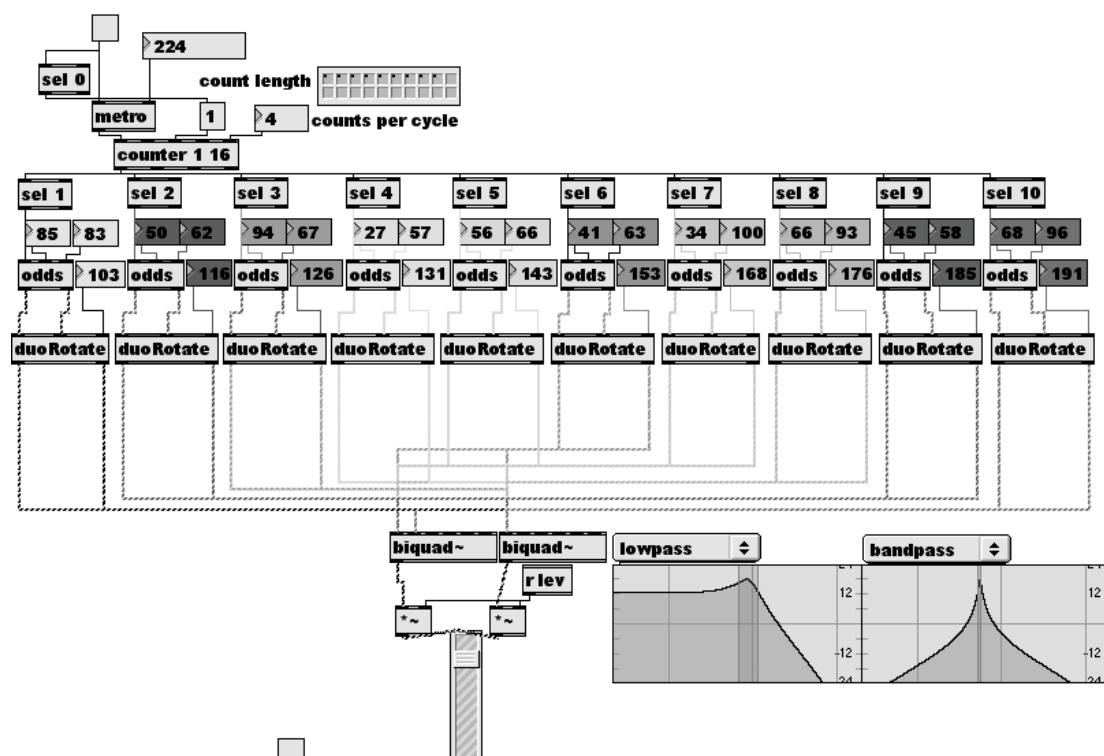 224
sel 0
count length
metro
1
4
counts per cycle
counter 1 16
sel 1 sel 2 sel 3 sel 4 sel 5 sel 6 sel 7 sel 8 sel 9 sel 10
85 83 50 62 94 67 27 57 56 66 41 63 34 100 66 93 45 58 68 96
odds 103 odds 116 odds 126 odds 131 odds 143 odds 153 odds 168 odds 176 odds 185 odds 191
duoRotate duoRotate duoRotate duoRotate duoRotate duoRotate duoRotate duoRotate duoRotate duoRotate
biquad~ biquad~ lowpass bandpass
r lev
12 12
*~ *~
-12 -12